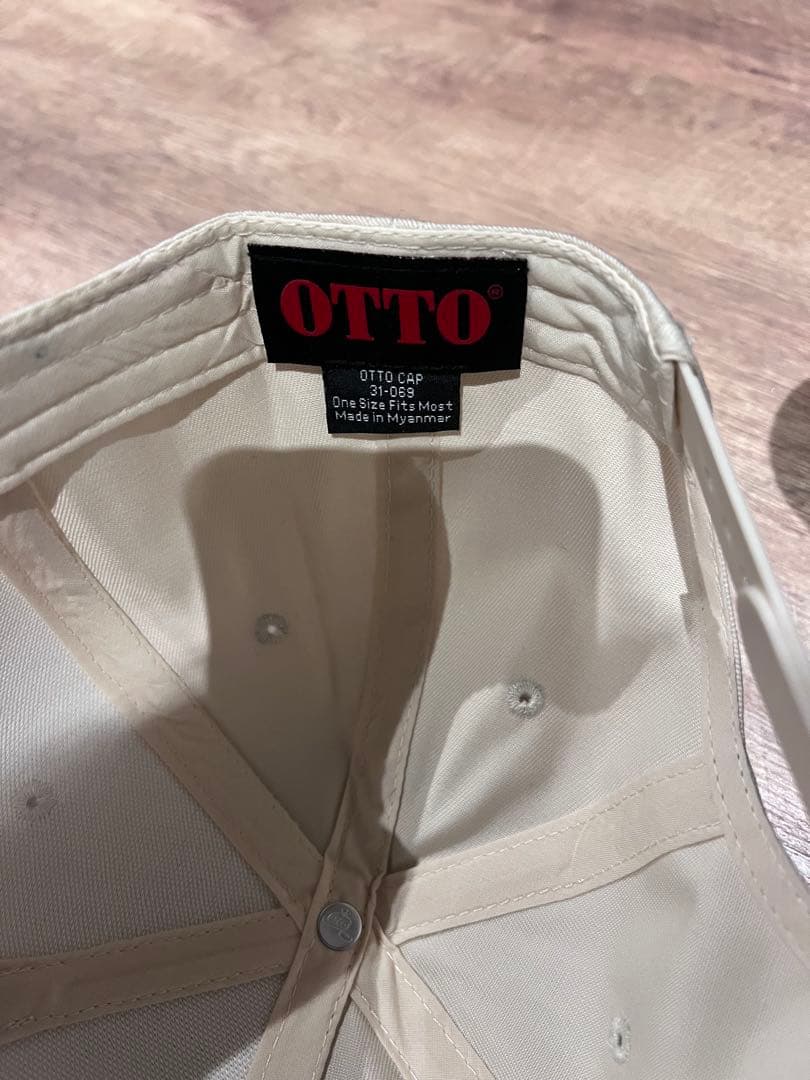 OTTO®
OTTO CAP
31-069
One Size Fits Most
Made in Myanmar